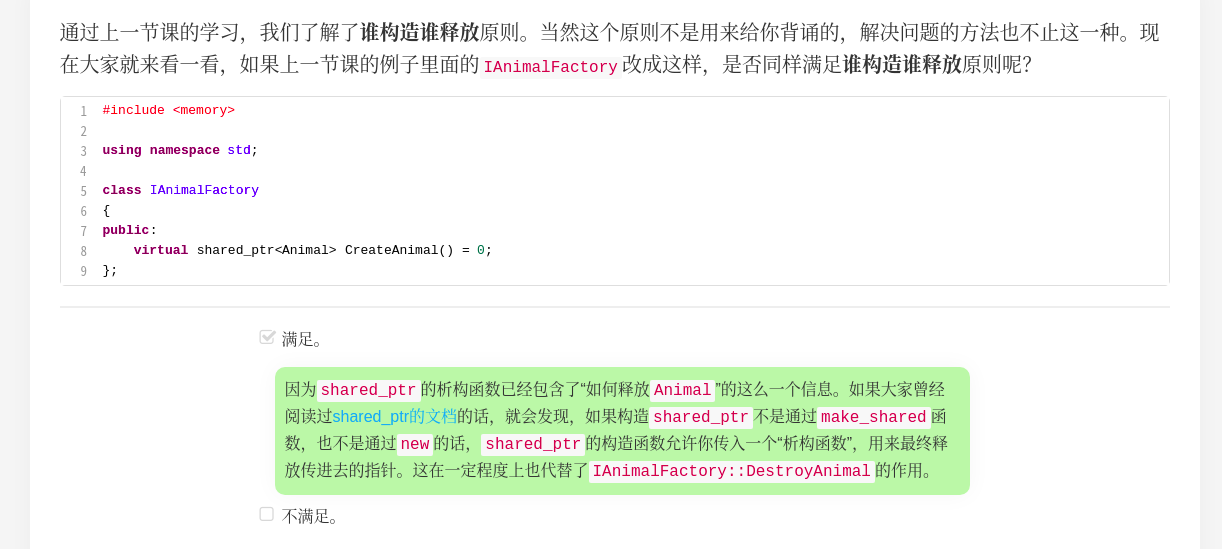 通过上一节课的学习，我们了解了谁构造谁释放原则。当然这个原则不是用来给你背诵的，解决问题的方法也不止这一种。现
在大家就来看一看，如果上一节课的例子里面的 IAnimalFactory 改成这样，是否同样满足谁构造谁释放原则呢？
1 #include <memory>
2
3 using namespace std;
4
5 class IAnimalFactory
6 {
7 public:
8     virtual shared_ptr<Animal> CreateAnimal() = 0;
9 };
满足。
因为 shared_ptr 的析构函数已经包含了“如何释放 Animal ”的这么一个信息。如果大家曾经
阅读过shared_ptr的文档的话，就会发现，如果构造 shared_ptr 不是通过 make_shared 函
数，也不是通过 new 的话， shared_ptr 的构造函数允许你传入一个“析构函数”，用来最终释
放传进去的指针。这在一定程度上也代替了 IAnimalFactory::DestroyAnimal 的作用。
不满足。